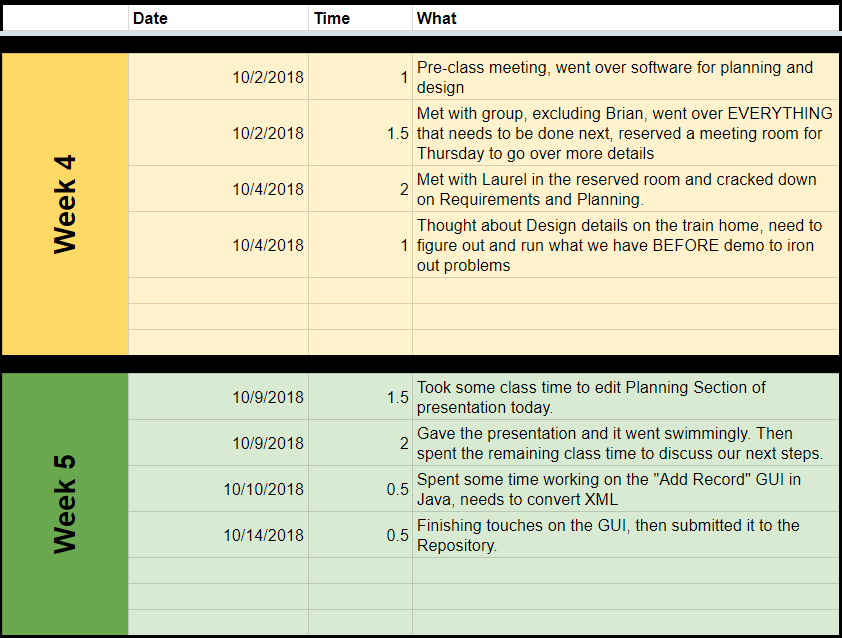 Date Time What
Week 4
10/2/2018 1 Pre-class meeting, went over software for planning and
design
10/2/2018 1.5 Met with group, excluding Brian, went over EVERYTHING
that needs to be done next, reserved a meeting room for
Thursday to go over more details
10/4/2018 2 Met with Laurel in the reserved room and cracked down
on Requirements and Planning.
10/4/2018 1 Thought about Design details on the train home, need to
figure out and run what we have BEFORE demo to iron
out problems
Week 5
10/9/2018 1.5 Took some class time to edit Planning Section of
presentation today.
10/9/2018 2 Gave the presentation and it went swimmingly. Then
spent the remaining class time to discuss our next steps.
10/10/2018 0.5 Spent some time working on the "Add Record" GUI in
Java, needs to convert XML
10/14/2018 0.5 Finishing touches on the GUI, then submitted it to the
Repository.